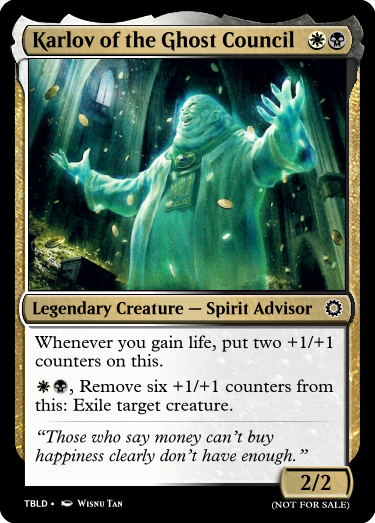 Karlov of the Ghost Council
Legendary Creature — Spirit Advisor
Whenever you gain life, put two +1/+1
counters on this.
, Remove six +1/+1 counters from
this: Exile target creature.
“Those who say money can’t buy
happiness clearly don’t have enough.”
2/2
TBLD • Wisnu Tan
(NOT FOR SALE)